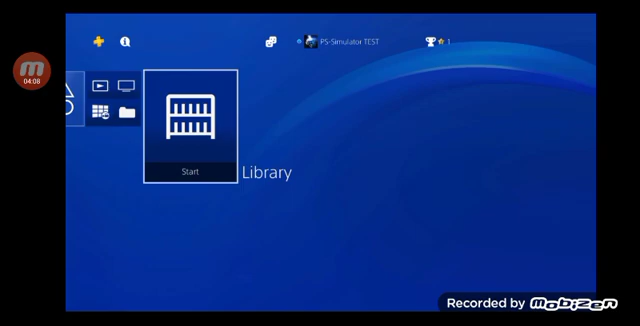 PS-Simulator TEST
1
04:08
Start
Library
Recorded by Mobizen